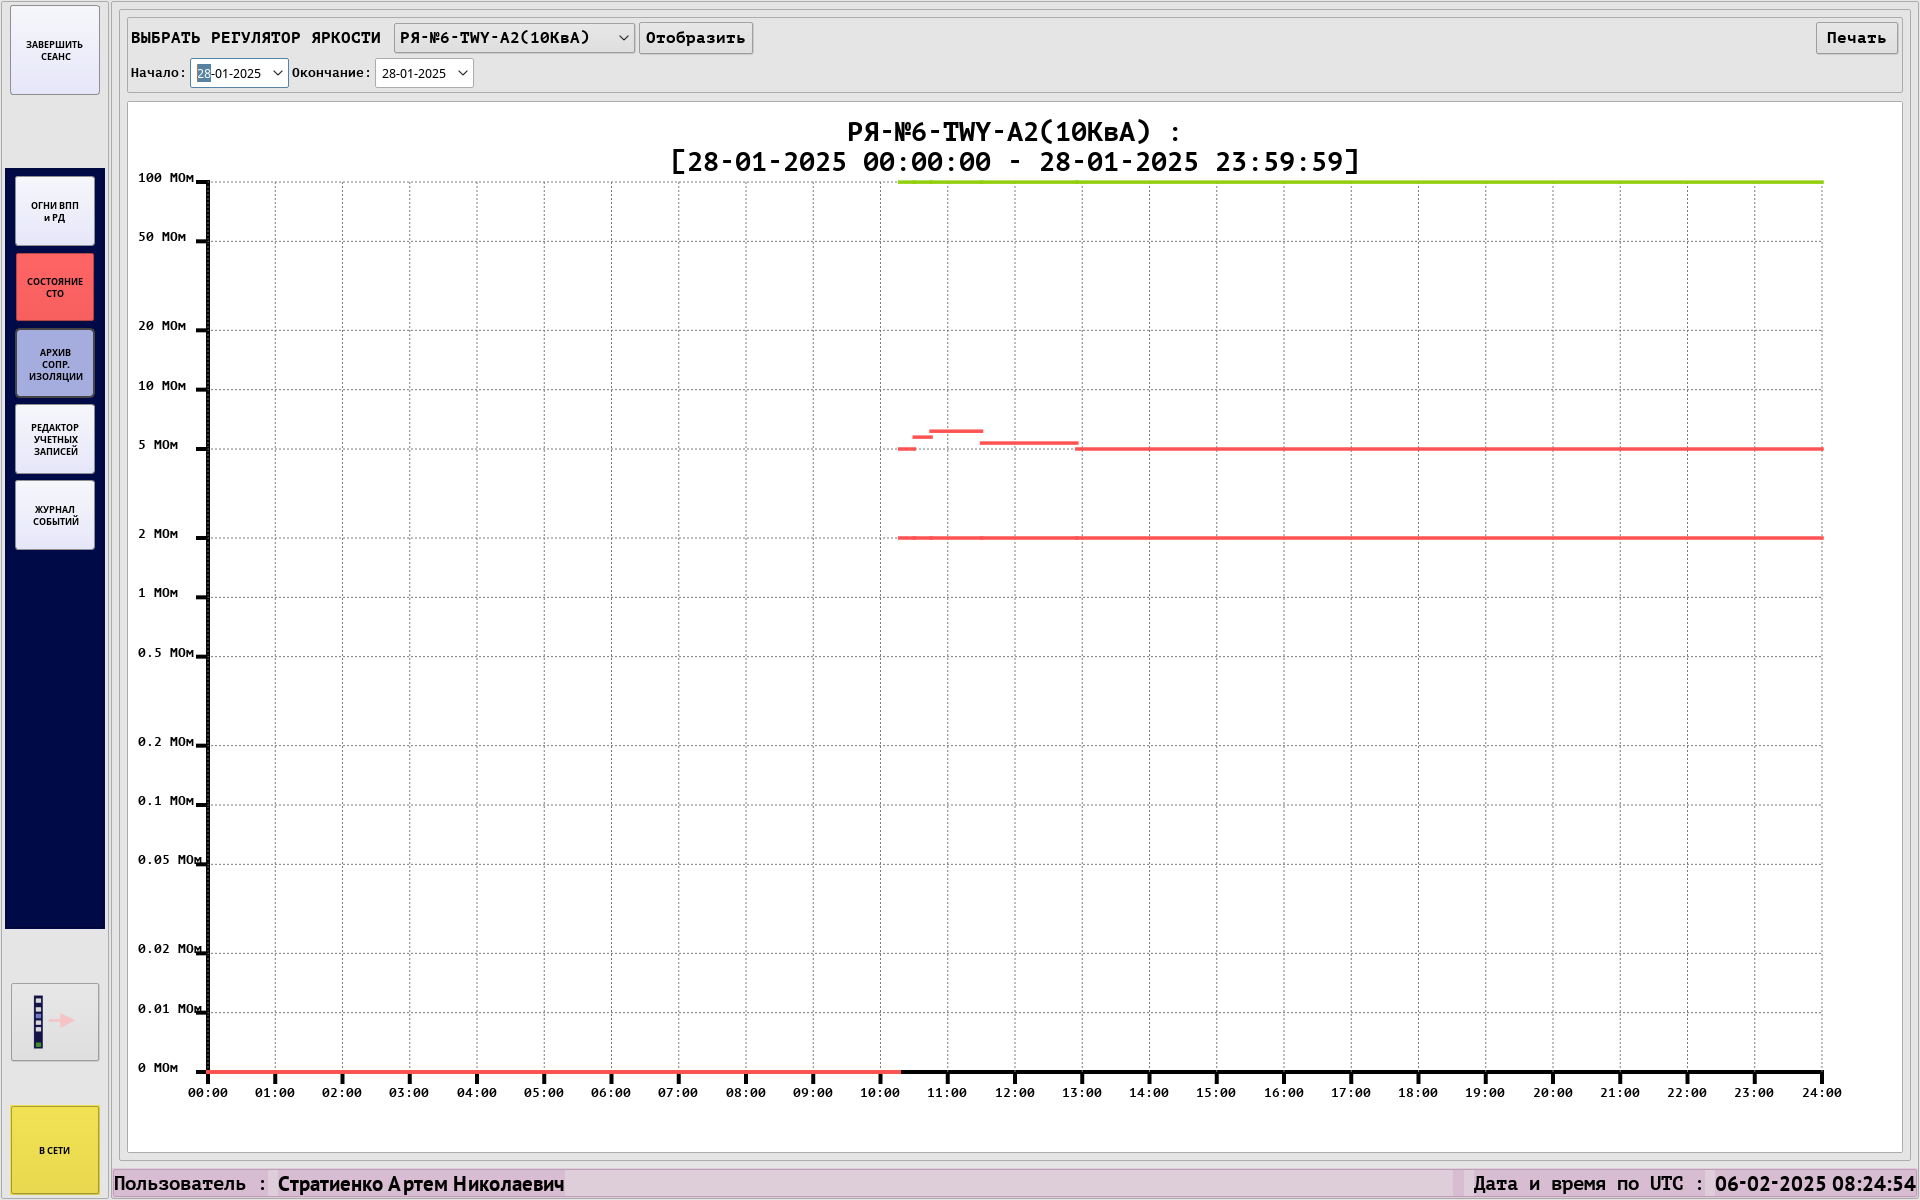 ЗАВЕРШИТЬ
СЕАНС
ВЫБРАТЬ РЕГУЛЯТОР ЯРКОСТИ РЯ-№6-TWY-A2(10КвА) Отобразить Печать
Начало: 28-01-2025 Окончание: 28-01-2025
ОГНИ ВПП
и РД
СОСТОЯНИЕ
СТО
АРХИВ
СОПР.
ИЗОЛЯЦИИ
РЕДАКТОР
УЧЕТНЫХ
ЗАПИСЕЙ
ЖУРНАЛ
СОБЫТИЙ
В СЕТИ
РЯ-№6-TWY-A2(10КвА) :
[28-01-2025 00:00:00 - 28-01-2025 23:59:59]
100 МОм
50 МОм
20 МОм
10 МОм
5 МОм
2 МОм
1 МОм
0.5 МОм
0.2 МОм
0.1 МОм
0.05 МОм
0.02 МОм
0.01 МОм
0 МОм
00:00 01:00 02:00 03:00 04:00 05:00 06:00 07:00 08:00 09:00 10:00 11:00 12:00 13:00 14:00 15:00 16:00 17:00 18:00 19:00 20:00 21:00 22:00 23:00 24:00
Пользователь : Стратиенко Артем Николаевич Дата и время по UTC : 06-02-2025 08:24:54